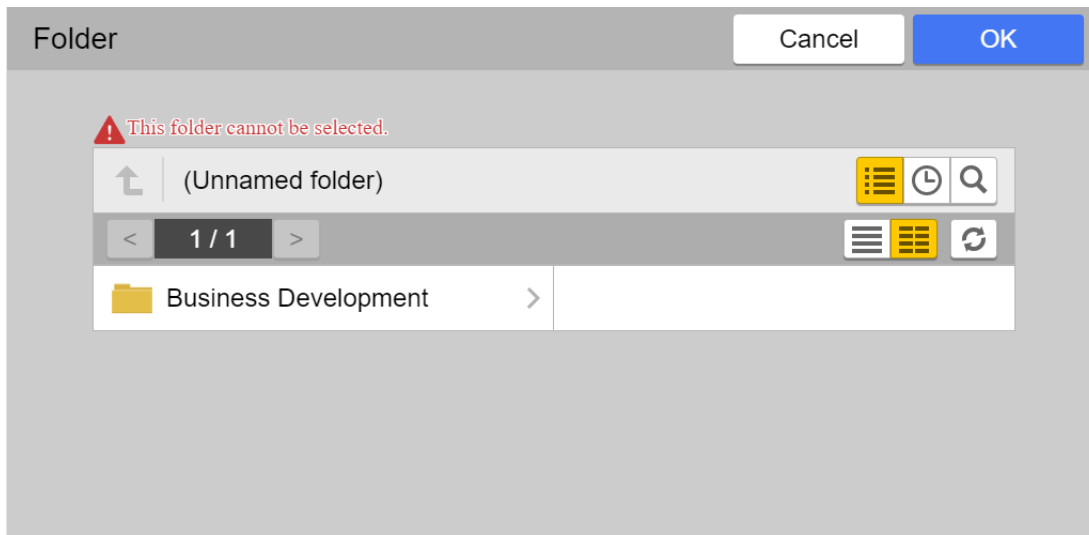 Folder
Cancel
OK
This folder cannot be selected.
(Unnamed folder)
< 1 / 1 >
Business Development